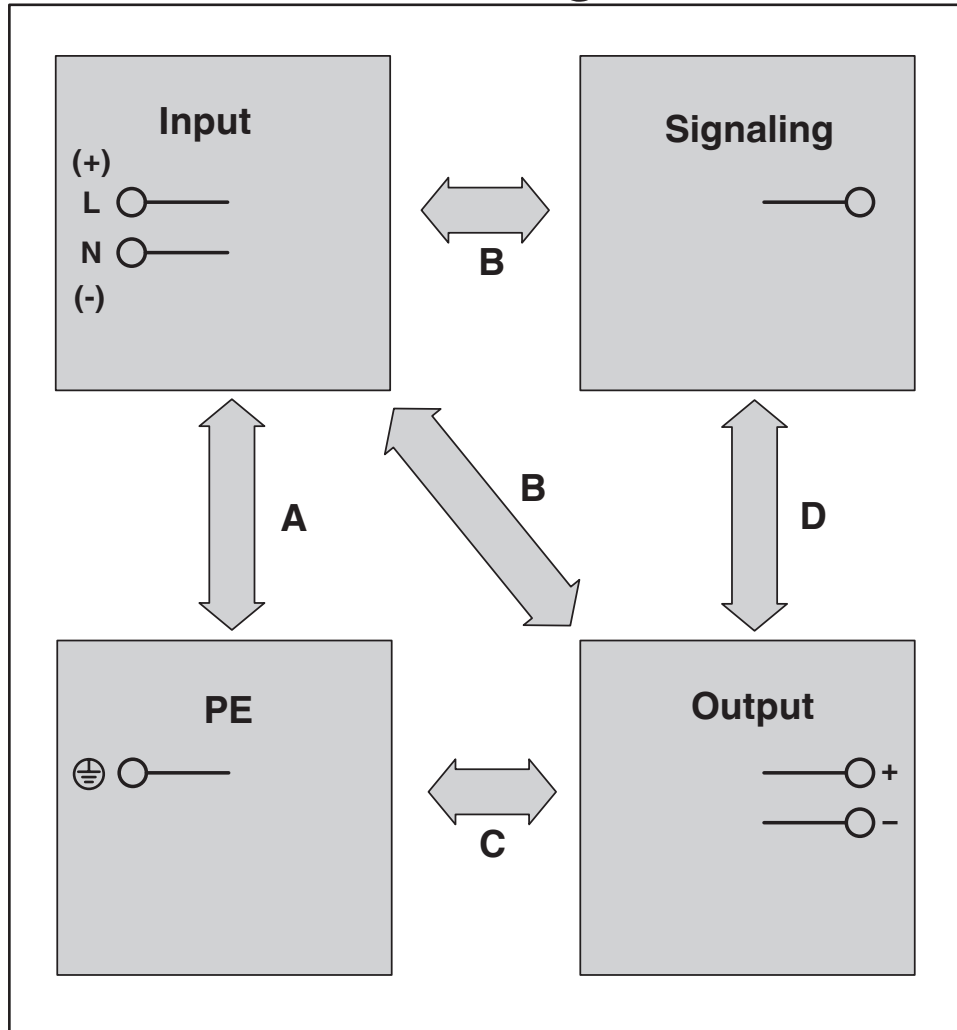 Input
(+)
L
N
(-)
Signaling
B
A
B
D
PE
Output
+
–
C